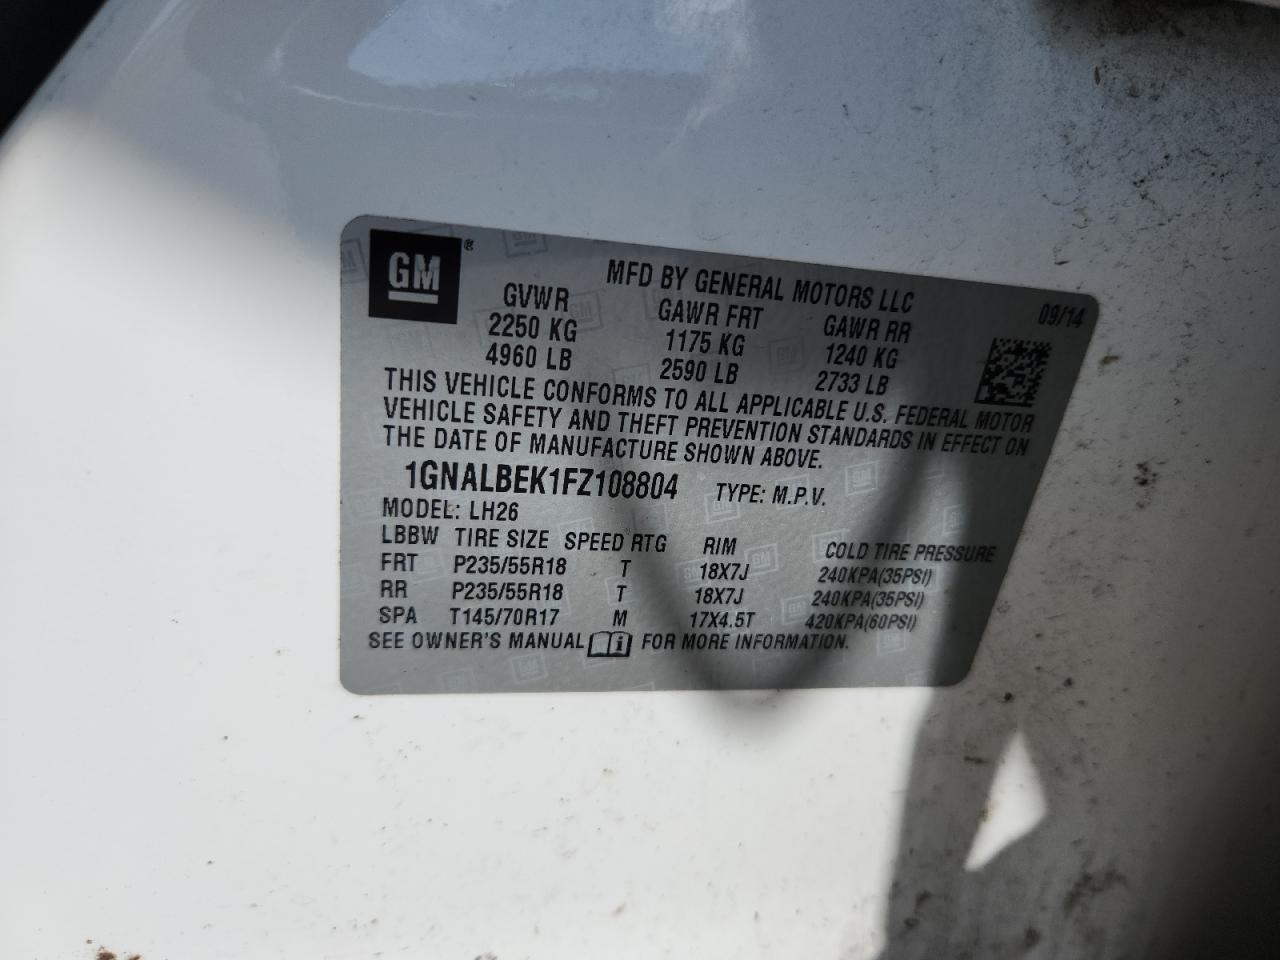 GM ®
MFD BY GENERAL MOTORS LLC
09/14
GVWR GAWR FRT GAWR RR
2250 KG 1175 KG 1240 KG
4960 LB 2590 LB 2733 LB
THIS VEHICLE CONFORMS TO ALL APPLICABLE U.S. FEDERAL MOTOR
VEHICLE SAFETY AND THEFT PREVENTION STANDARDS IN EFFECT ON
THE DATE OF MANUFACTURE SHOWN ABOVE.
1GNALBEK1FZ108804 TYPE: M.P.V.
MODEL: LH26
LBBW TIRE SIZE SPEED RTG RIM COLD TIRE PRESSURE
FRT P235/55R18 T 18X7J 240KPA(35PSI)
RR P235/55R18 T 18X7J 240KPA(35PSI)
SPA T145/70R17 M 17X4.5T 420KPA(60PSI)
SEE OWNER'S MANUAL i FOR MORE INFORMATION.